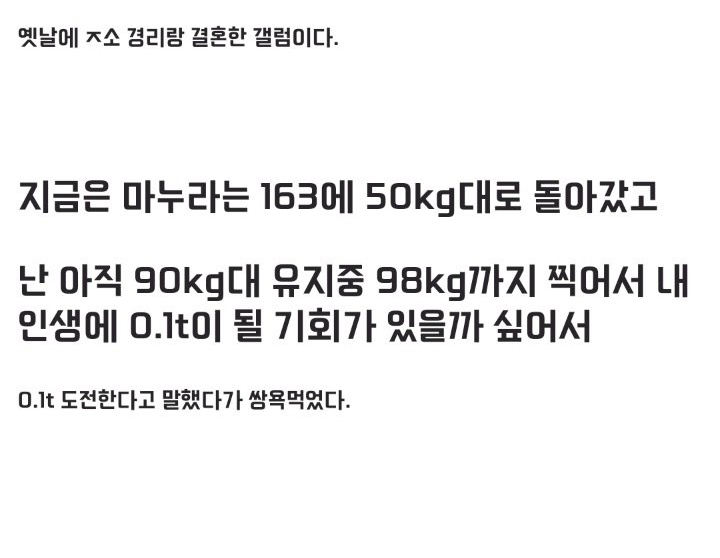 옛날에 ㅈ소 경리랑 결혼한 갤럼이다.
지금은 마누라는 163에 50kg대로 돌아갔고
난 아직 90kg대 유지중 98kg까지 찍어서 내
인생에 0.1t이 될 기회가 있을까 싶어서
0.1t 도전한다고 말했다가 쌍욕먹었다.